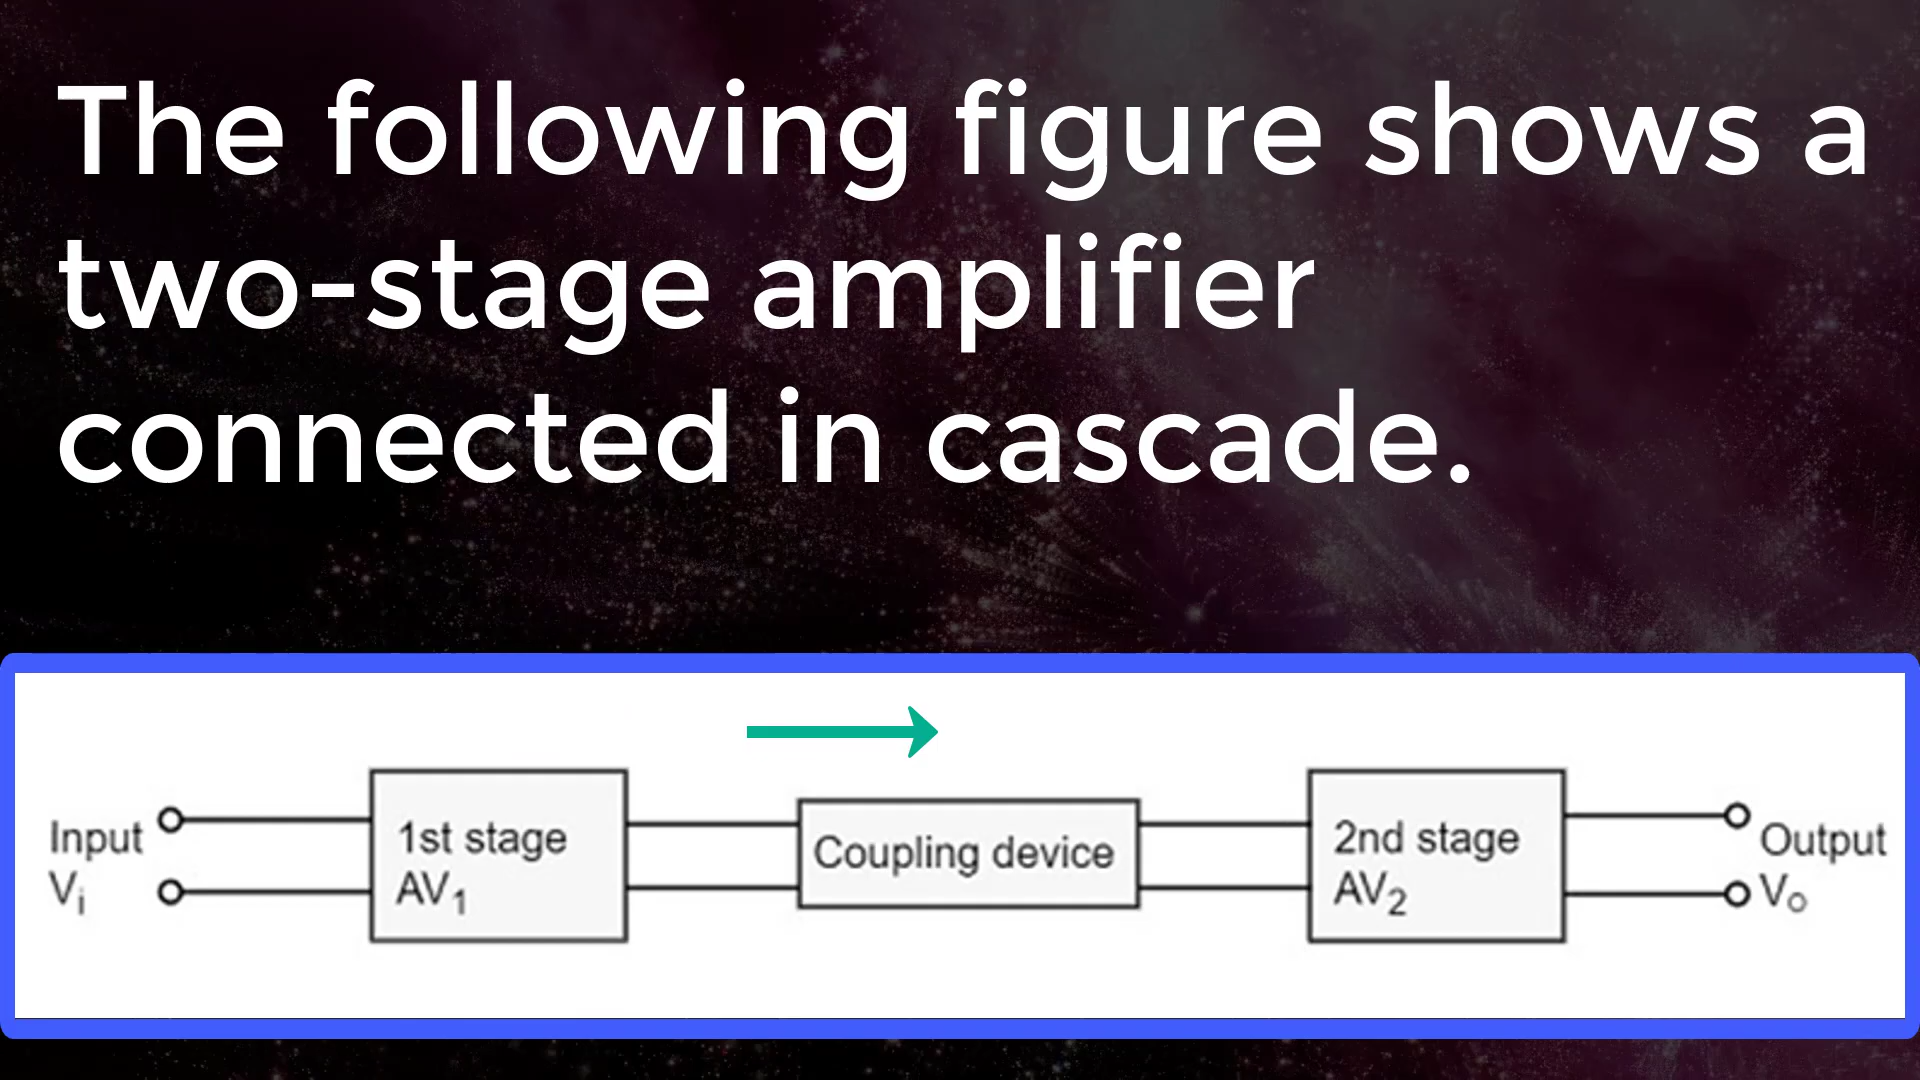 The following figure shows a
two-stage amplifier
connected in cascade.
Input
Vi
1st stage
AV1
Coupling device
2nd stage
AV2
Output
Vo